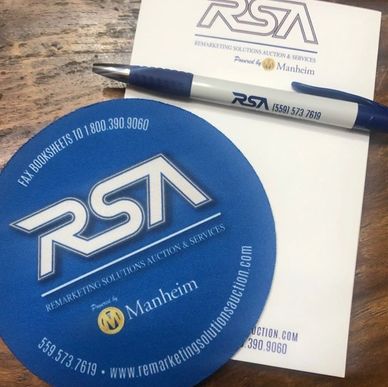 RSA
REMARKETING SOLUTIONS AUCTION & SERVICES
Powered by Manheim
RSA (559) 573 7619
FAX BOOKSHEETS TO 1.800.390.9060
RSA
REMARKETING SOLUTIONS AUCTION & SERVICES
Powered by
Manheim
559.573.7619 • www.remarketingsolutionsauction.com
UCTION.COM
.390.9060